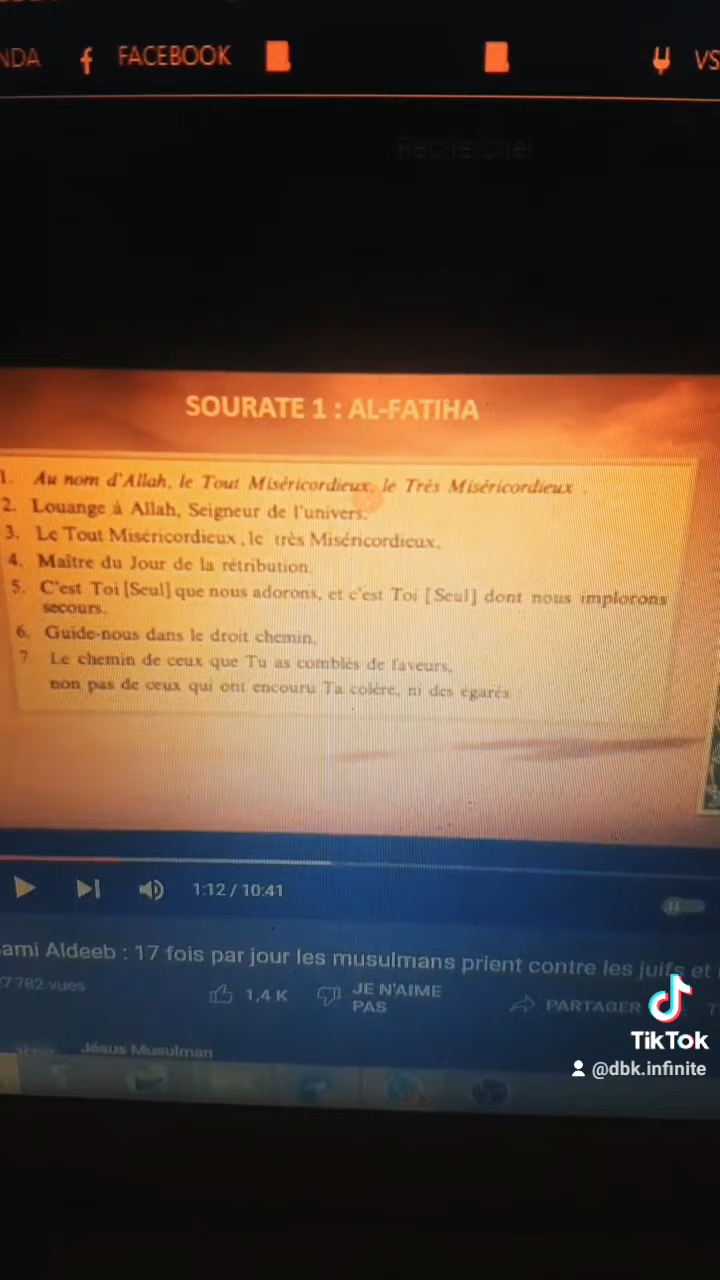 NDA FACEBOOK VS
Rechercher
SOURATE 1 : AL-FATIHA
1. Au nom d'Allah, le Tout Miséricordieux, le Très Miséricordieux .
2. Louange à Allah, Seigneur de l'univers.
3. Le Tout Miséricordieux , le très Miséricordieux,
4. Maître du Jour de la rétribution.
5. C'est Toi [Seul] que nous adorons, et c'est Toi [Seul] dont nous implorons
secours.
6. Guide-nous dans le droit chemin,
7. Le chemin de ceux que Tu as comblés de faveurs,
non pas de ceux qui ont encouru Ta colère, ni des égarés
1:12 / 10:41
ami Aldeeb : 17 fois par jour les musulmans prient contre les juifs et
7 782 vues
1,4 K
JE N'AIME
PAS
PARTAGER
Jésus Musulman
TikTok
@dbk.infinite